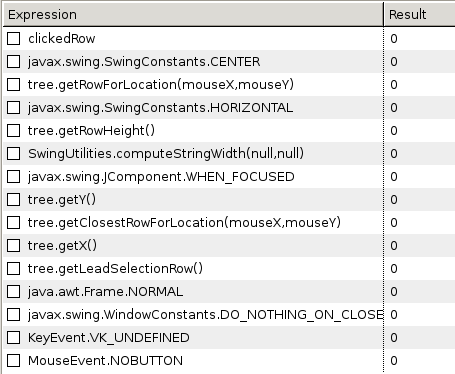 Expression Result
clickedRow 0
javax.swing.SwingConstants.CENTER 0
tree.getRowForLocation(mouseX,mouseY) 0
javax.swing.SwingConstants.HORIZONTAL 0
tree.getRowHeight() 0
SwingUtilities.computeStringWidth(null,null) 0
javax.swing.JComponent.WHEN_FOCUSED 0
tree.getY() 0
tree.getClosestRowForLocation(mouseX,mouseY) 0
tree.getX() 0
tree.getLeadSelectionRow() 0
java.awt.Frame.NORMAL 0
javax.swing.WindowConstants.DO_NOTHING_ON_CLOSE 0
KeyEvent.VK_UNDEFINED 0
MouseEvent.NOBUTTON 0